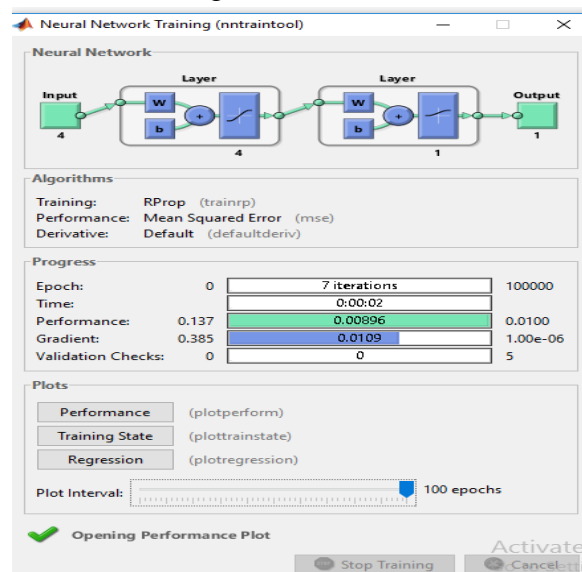 Neural Network Training (nntraintool)
Neural Network
Layer Layer
Input Output
W W
b b
4 1
4 1
Algorithms
Training: RProp (trainrp)
Performance: Mean Squared Error (mse)
Derivative: Default (defaultderiv)
Progress
Epoch: 0 7 iterations 100000
Time: 0:00:02
Performance: 0.137 0.00896 0.0100
Gradient: 0.385 0.0109 1.00e-06
Validation Checks: 0 0 5
Plots
Performance (plotperform)
Training State (plottrainstate)
Regression (plotregression)
Plot Interval: 100 epochs
Opening Performance Plot
Activate
Stop Training Cancel